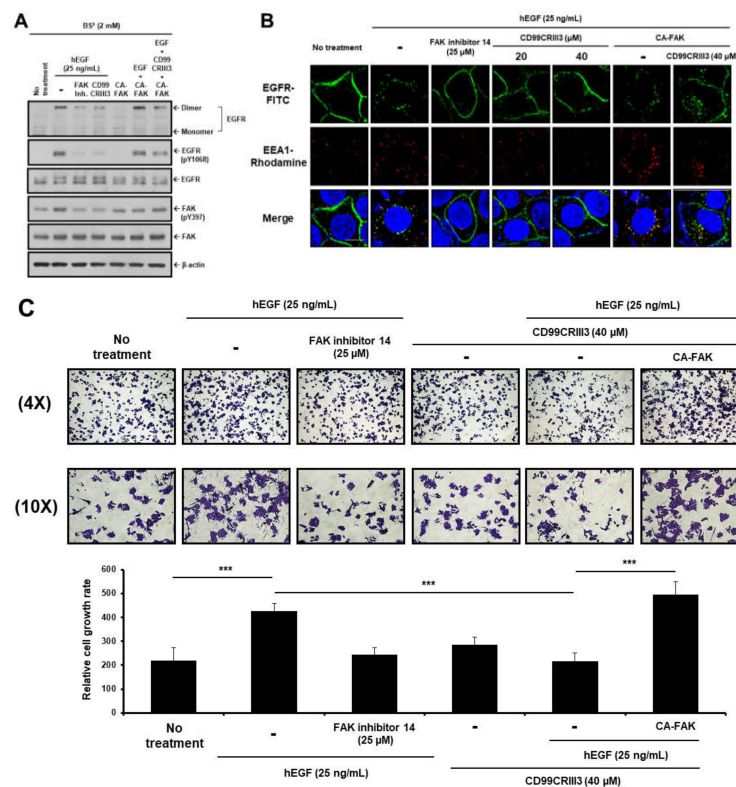 A
BS³ (2 mM)
hEGF
(25 ng/mL)
No
treatment
-
FAK
Inh.
CD99
CRIII3
CA-
FAK
EGF
+
CA-
FAK
EGF
+
CD99
CRIII3
+
CA-
FAK
Dimer
EGFR
Monomer
EGFR
(pY1068)
EGFR
FAK
(pY397)
FAK
β-actin
B
hEGF (25 ng/mL)
No treatment
-
FAK inhibitor 14
(25 μM)
CD99CRIII3 (μM)
20
40
CA-FAK
-
CD99CRIII3 (40 μM)
EGFR-
FITC
EEA1-
Rhodamine
Merge
C
hEGF (25 ng/mL)
hEGF (25 ng/mL)
CD99CRIII3 (40 μM)
No
treatment
-
FAK inhibitor 14
(25 μM)
-
-
CA-FAK
(4X)
(10X)
Relative cell growth rate
600
500
400
300
200
100
0
***
***
***
No
treatment
-
FAK inhibitor 14
(25 μM)
-
-
CA-FAK
hEGF (25 ng/mL)
hEGF (25 ng/mL)
CD99CRIII3 (40 μM)